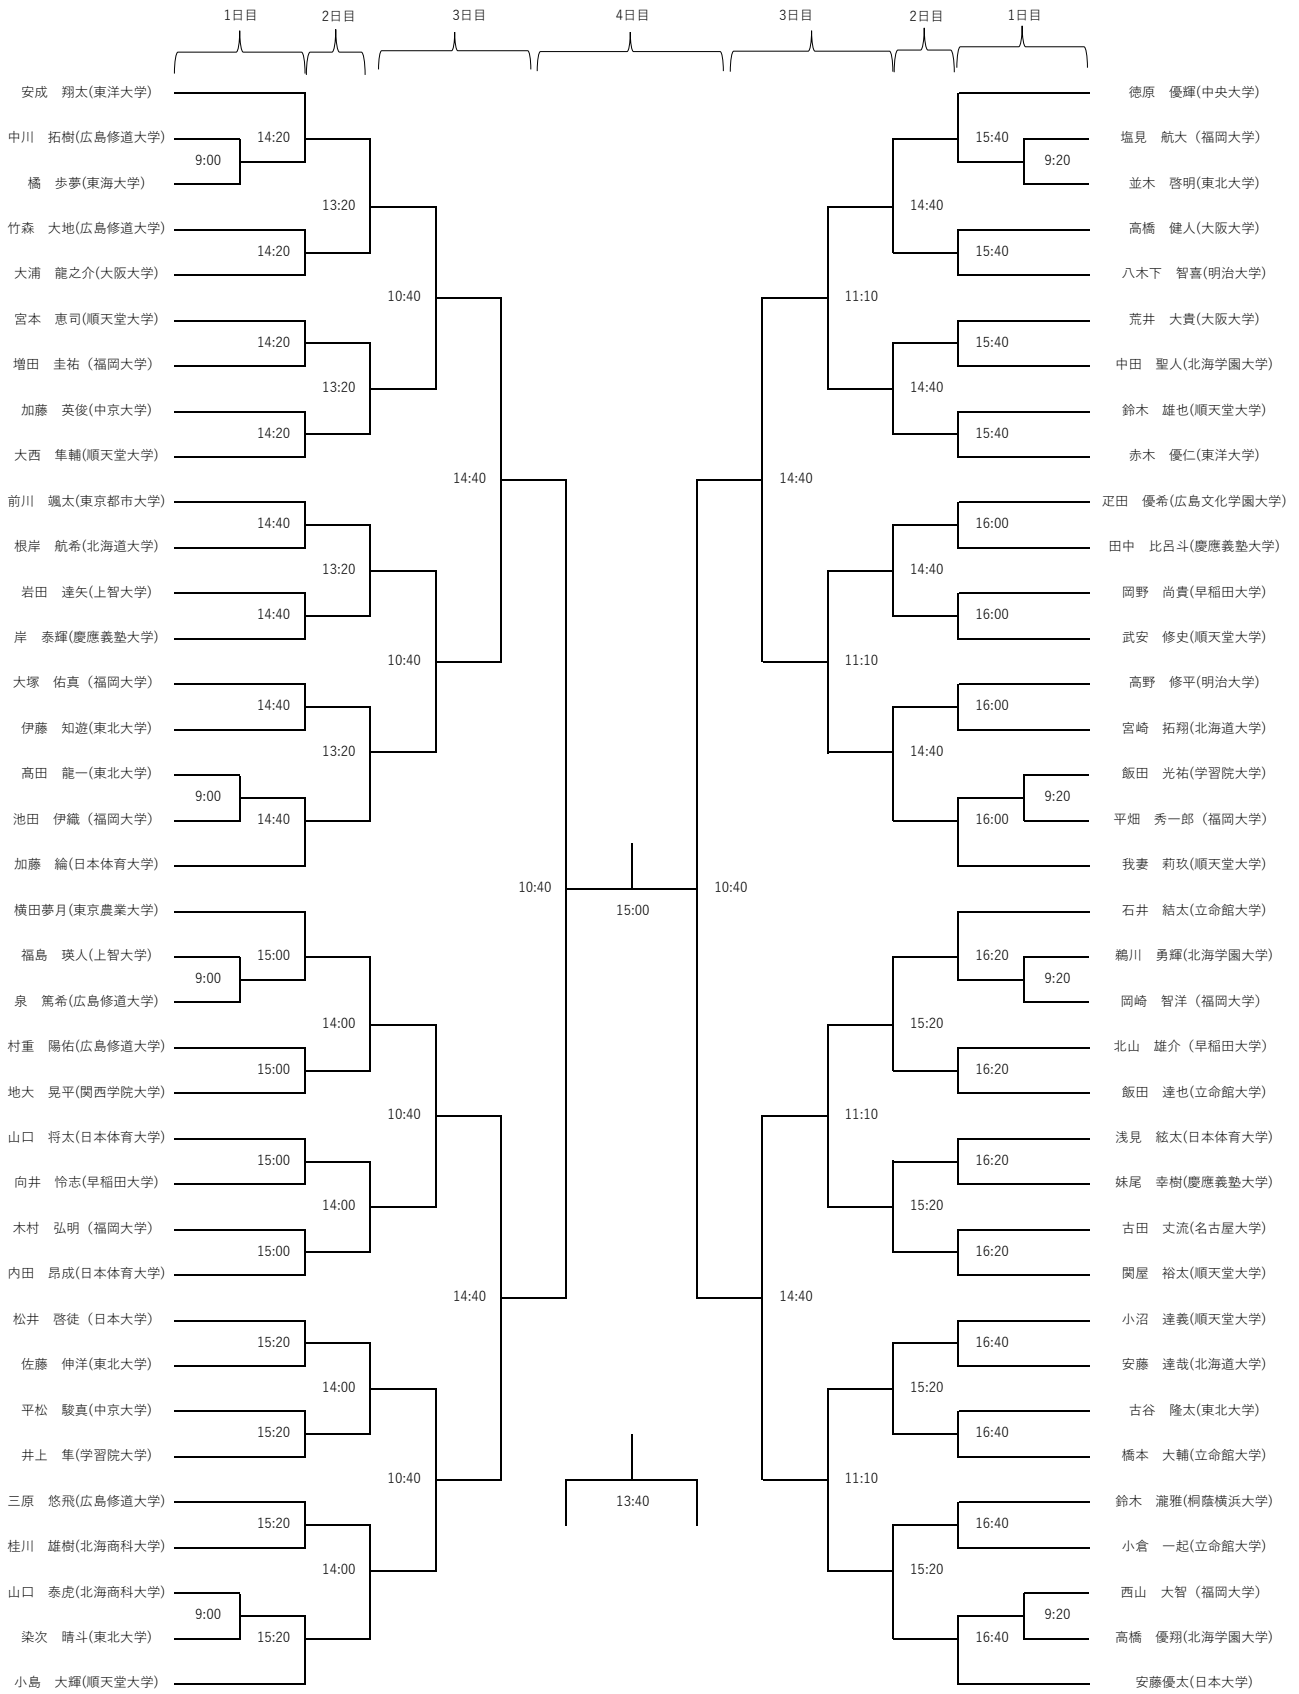 1日目 2日目 3日目 4日目 3日目 2日目 1日目
安成　翔太(東洋大学) 徳原　優輝(中央大学)
中川　拓樹(広島修道大学) 14:20 15:40 塩見　航大（福岡大学)
9:00 9:20
橘　歩夢(東海大学) 並木　啓明(東北大学)
13:20 14:40
竹森　大地(広島修道大学) 高橋　健人(大阪大学)
14:20 15:40
大浦　龍之介(大阪大学) 八木下　智喜(明治大学)
10:40 11:10
宮本　恵司(順天堂大学) 荒井　大貴(大阪大学)
14:20 15:40
増田　圭祐（福岡大学) 中田　聖人(北海学園大学)
13:20 14:40
加藤　英俊(中京大学) 鈴木　雄也(順天堂大学)
14:20 15:40
大西　隼輔(順天堂大学) 赤木　優仁(東洋大学)
14:40 14:40
前川　颯太(東京都市大学) 疋田　優希(広島文化学園大学)
14:40 16:00
根岸　航希(北海道大学) 田中　比呂斗(慶應義塾大学)
13:20 14:40
岩田　達矢(上智大学) 岡野　尚貴(早稲田大学)
14:40 16:00
岸　泰輝(慶應義塾大学) 武安　修史(順天堂大学)
10:40 11:10
大塚　佑真（福岡大学) 高野　修平(明治大学)
14:40 16:00
伊藤　知遊(東北大学) 宮崎　拓翔(北海道大学)
13:20 14:40
髙田　龍一(東北大学) 飯田　光祐(学習院大学)
9:00 9:20
池田　伊織（福岡大学) 14:40 16:00 平畑　秀一郎（福岡大学)
加藤　綸(日本体育大学) 我妻　莉玖(順天堂大学)
10:40 10:40
横田夢月(東京農業大学) 15:00 石井　結太(立命館大学)
福島　瑛人(上智大学) 15:00 16:20 鵜川　勇輝(北海学園大学)
9:00 9:20
泉　篤希(広島修道大学) 岡崎　智洋（福岡大学)
14:00 15:20
村重　陽佑(広島修道大学) 北山　雄介（早稲田大学)
15:00 16:20
地大　晃平(関西学院大学) 飯田　達也(立命館大学)
10:40 11:10
山口　将太(日本体育大学) 浅見　絃太(日本体育大学)
15:00 16:20
向井　怜志(早稲田大学) 妹尾　幸樹(慶應義塾大学)
14:00 15:20
木村　弘明（福岡大学) 古田　丈流(名古屋大学)
15:00 16:20
内田　昂成(日本体育大学) 関屋　裕太(順天堂大学)
14:40 14:40
松井　啓徒（日本大学) 小沼　達義(順天堂大学)
15:20 16:40
佐藤　伸洋(東北大学) 安藤　達哉(北海道大学)
14:00 15:20
平松　駿真(中京大学) 古谷　隆太(東北大学)
15:20 16:40
井上　隼(学習院大学) 橋本　大輔(立命館大学)
10:40 11:10
三原　悠飛(広島修道大学) 13:40 鈴木　瀧雅(桐蔭横浜大学)
15:20 16:40
桂川　雄樹(北海商科大学) 小倉　一起(立命館大学)
14:00 15:20
山口　泰虎(北海商科大学) 西山　大智（福岡大学)
9:00 9:20
染次　晴斗(東北大学) 15:20 16:40 高橋　優翔(北海学園大学)
小島　大輝(順天堂大学) 安藤優太(日本大学)